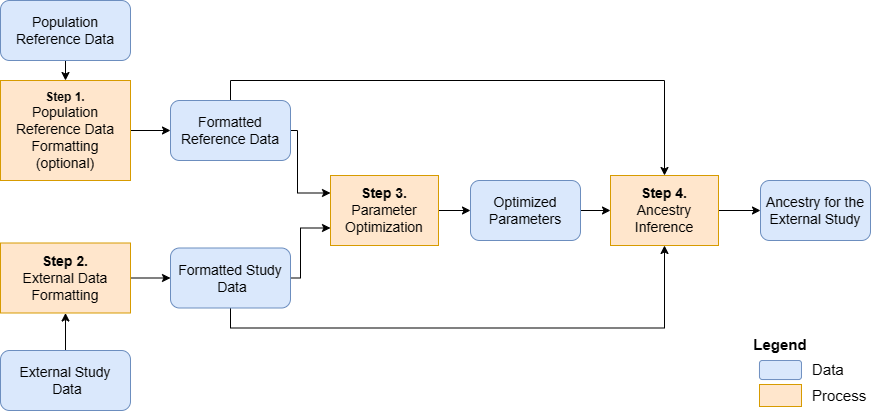 Population
Reference Data
Step 1.
Population
Reference Data
Formatting
(optional)
Formatted
Reference Data
Step 3.
Parameter
Optimization
Optimized
Parameters
Step 4.
Ancestry
Inference
Ancestry for the
External Study
Step 2.
External Data
Formatting
Formatted Study
Data
External Study
Data
Legend
Data
Process